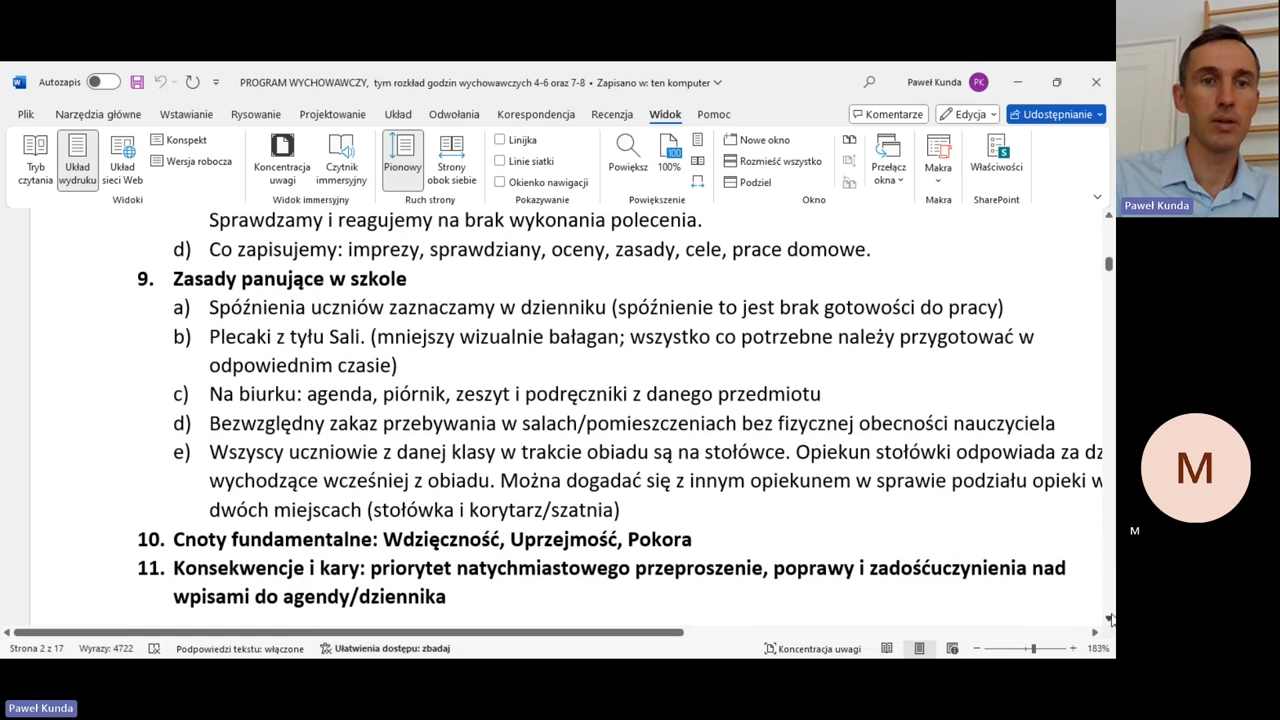 Autozapis
PROGRAM WYCHOWAWCZY, tym rozkład godzin wychowawczych 4-6 oraz 7-8 • Zapisano w: ten komputer
Paweł Kunda
PK
Plik
Narzędzia główne
Wstawianie
Rysowanie
Projektowanie
Układ
Odwołania
Korespondencja
Recenzja
Widok
Pomoc
Komentarze
Edycja
Udostępnianie
Tryb czytania
Układ wydruku
Układ sieci Web
Konspekt
Wersja robocza
Widoki
Koncentracja uwagi
Czytnik immersyjny
Widok immersyjny
Pionowy
Strony obok siebie
Ruch strony
Linijka
Linie siatki
Okienko nawigacji
Pokazywanie
Powiększ
100
100%
Powiększenie
Nowe okno
Rozmieść wszystko
Podziel
Przełącz okna
Okno
Makra
Makra
Właściwości
SharePoint
Sprawdzamy i reagujemy na brak wykonania polecenia.
d) Co zapisujemy: imprezy, sprawdziany, oceny, zasady, cele, prace domowe.
9. Zasady panujące w szkole
a) Spóźnienia uczniów zaznaczamy w dzienniku (spóźnienie to jest brak gotowości do pracy)
b) Plecaki z tyłu Sali. (mniejszy wizualnie bałagan; wszystko co potrzebne należy przygotować w
odpowiednim czasie)
c) Na biurku: agenda, piórnik, zeszyt i podręczniki z danego przedmiotu
d) Bezwzględny zakaz przebywania w salach/pomieszczeniach bez fizycznej obecności nauczyciela
e) Wszyscy uczniowie z danej klasy w trakcie obiadu są na stołówce. Opiekun stołówki odpowiada za dz
wychodzące wcześniej z obiadu. Można dogadać się z innym opiekunem w sprawie podziału opieki w
dwóch miejscach (stołówka i korytarz/szatnia)
10. Cnoty fundamentalne: Wdzięczność, Uprzejmość, Pokora
11. Konsekwencje i kary: priorytet natychmiastowego przeproszenie, poprawy i zadośćuczynienia nad
wpisami do agendy/dziennika
Strona 2 z 17
Wyrazy: 4722
Podpowiedzi tekstu: włączone
Ułatwienia dostępu: zbadaj
Koncentracja uwagi
183%
Paweł Kunda
M
M
Paweł Kunda